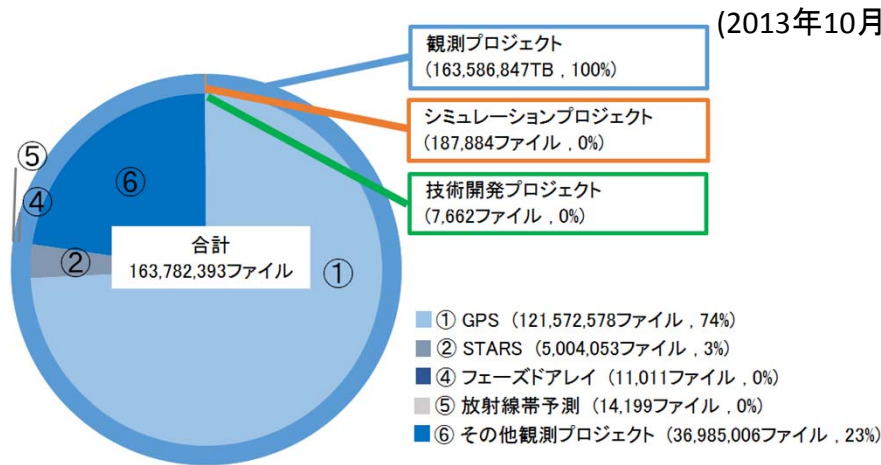 (2013年10月
観測プロジェクト
(163,586,847TB , 100%)
シミュレーションプロジェクト
(187,884ファイル , 0%)
技術開発プロジェクト
(7,662ファイル , 0%)
⑤
④
⑥
②
合計
163,782,393ファイル
①
① GPS (121,572,578ファイル , 74%)
② STARS (5,004,053ファイル , 3%)
④ フェーズドアレイ (11,011ファイル , 0%)
⑤ 放射線帯予測 (14,199ファイル , 0%)
⑥ その他観測プロジェクト (36,985,006ファイル , 23%)